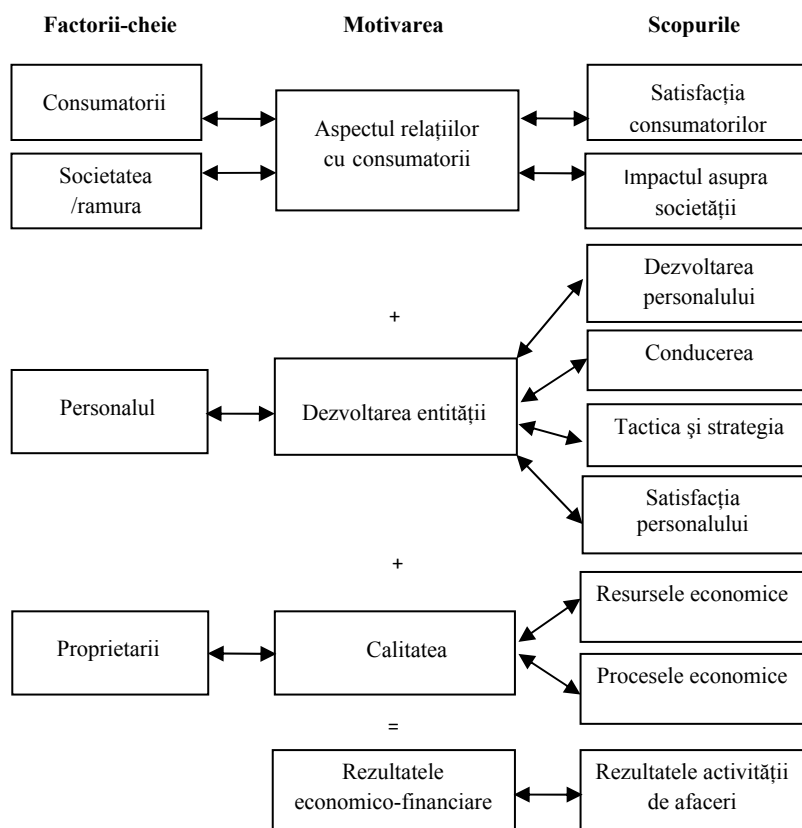 Factorii-cheie Motivarea Scopurile
Consumatorii
Societatea
/ramura
Aspectul relațiilor
cu consumatorii
Satisfacția
consumatorilor
Impactul asupra
societății
+
Personalul
Dezvoltarea entității
Dezvoltarea
personalului
Conducerea
Tactica și strategia
Satisfacția
personalului
+
Proprietarii
Calitatea
Resursele economice
Procesele economice
=
Rezultatele
economico-financiare
Rezultatele activității
de afaceri